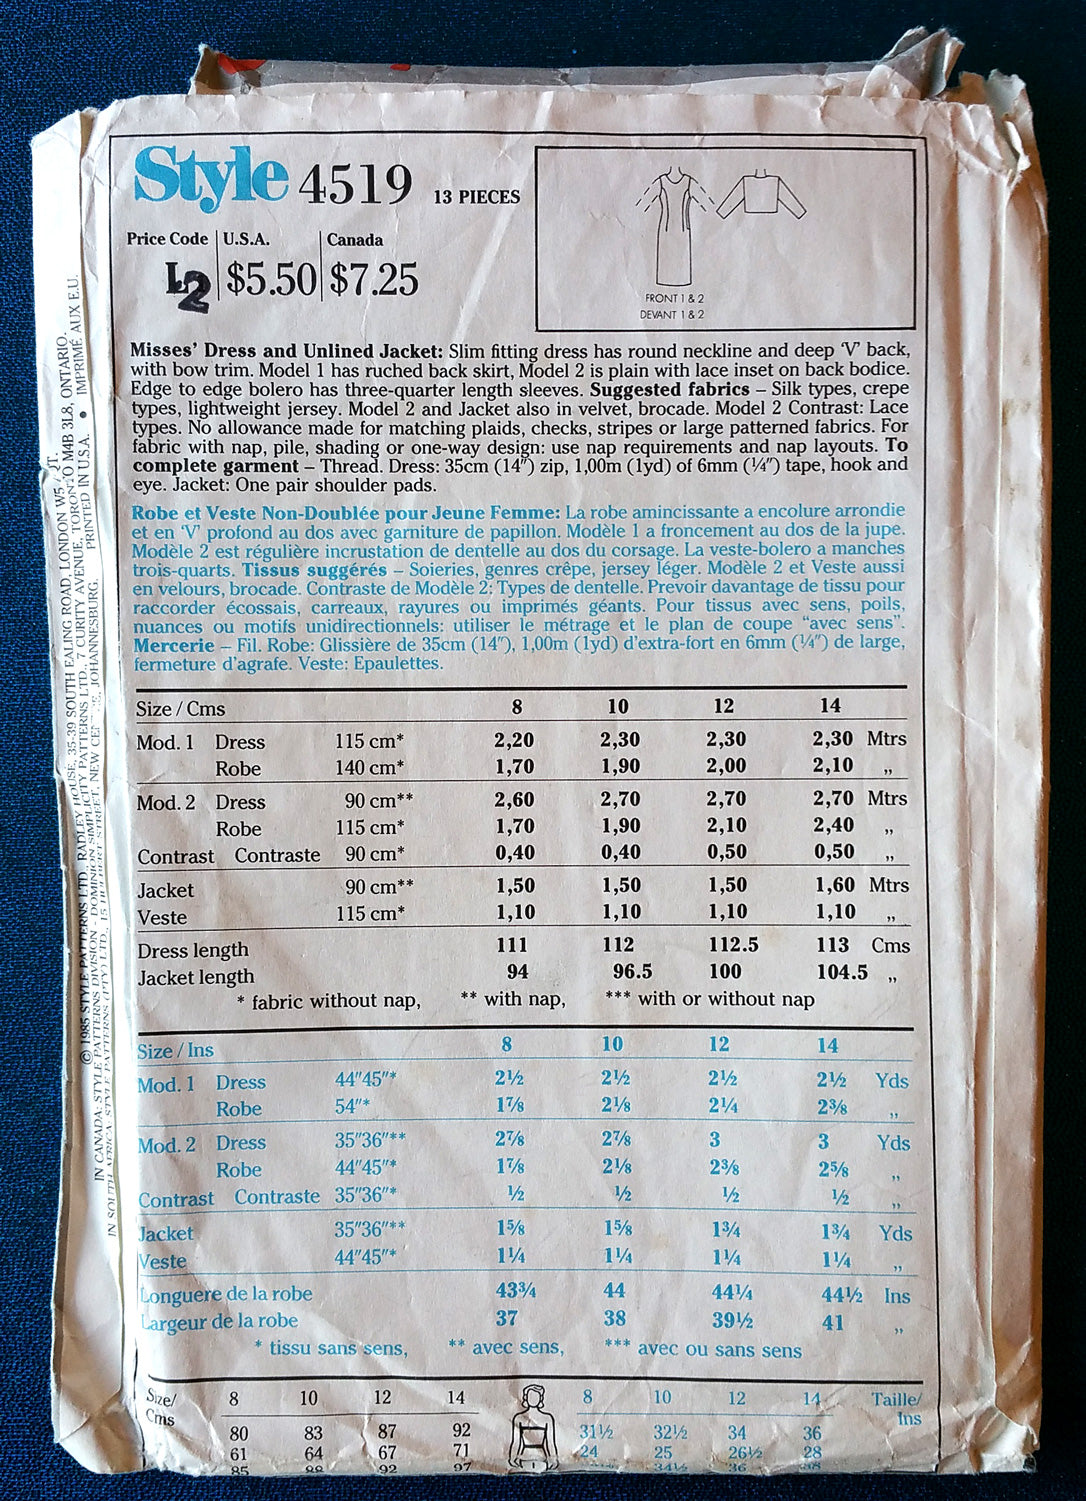 Style 4519 13 PIECES
Price Code U.S.A. Canada
L2 $5.50 $7.25
FRONT 1 & 2
DEVANT 1 & 2
Misses' Dress and Unlined Jacket: Slim fitting dress has round neckline and deep 'V' back,
with bow trim. Model 1 has ruched back skirt, Model 2 is plain with lace inset on back bodice.
Edge to edge bolero has three-quarter length sleeves. Suggested fabrics – Silk types, crepe
types, lightweight jersey. Model 2 and Jacket also in velvet, brocade. Model 2 Contrast: Lace
types. No allowance made for matching plaids, checks, stripes or large patterned fabrics. For
fabric with nap, pile, shading or one-way design: use nap requirements and nap layouts. To
complete garment – Thread. Dress: 35cm (14″) zip, 1,00m (1yd) of 6mm (¼″) tape, hook and
eye. Jacket: One pair shoulder pads.
Robe et Veste Non-Doublée pour Jeune Femme: La robe amincissante a encolure arrondie
et en 'V' profond au dos avec garniture de papillon. Modèle 1 a froncement au dos de la jupe.
Modèle 2 est régulière incrustation de dentelle au dos du corsage. La veste-bolero a manches
trois-quarts. Tissus suggérés – Soieries, genres crêpe, jersey léger. Modèle 2 et Veste aussi
en velours, brocade. Contraste de Modèle 2: Types de dentelle. Prevoir davantage de tissu pour
raccorder écossais, carreaux, rayures ou imprimés géants. Pour tissus avec sens, poils,
nuances ou motifs unidirectionnels: utiliser le métrage et le plan de coupe "avec sens".
Mercerie – Fil. Robe: Glissière de 35cm (14″), 1,00m (1yd) d'extra-fort en 6mm (¼″) de large,
fermeture d'agrafe. Veste: Epaulettes.
Size / Cms 8 10 12 14
Mod. 1 Dress 115 cm* 2,20 2,30 2,30 2,30 Mtrs
Robe 140 cm* 1,70 1,90 2,00 2,10 ,,
Mod. 2 Dress 90 cm** 2,60 2,70 2,70 2,70 Mtrs
Robe 115 cm* 1,70 1,90 2,10 2,40 ,,
Contrast Contraste 90 cm* 0,40 0,40 0,50 0,50 ,,
Jacket 90 cm** 1,50 1,50 1,50 1,60 Mtrs
Veste 115 cm* 1,10 1,10 1,10 1,10 ,,
Dress length 111 112 112.5 113 Cms
Jacket length 94 96.5 100 104.5 ,,
* fabric without nap, ** with nap, *** with or without nap
Size / Ins 8 10 12 14
Mod. 1 Dress 44″45″* 2½ 2½ 2½ 2½ Yds
Robe 54″* 1⅞ 2⅛ 2¼ 2⅜ ,,
Mod. 2 Dress 35″36″** 2⅞ 2⅞ 3 3 Yds
Robe 44″45″* 1⅞ 2⅛ 2⅜ 2⅝ ,,
Contrast Contraste 35″36″* ½ ½ ½ ½ ,,
Jacket 35″36″** 1⅝ 1⅝ 1¾ 1¾ Yds
Veste 44″45″* 1¼ 1¼ 1¼ 1¼ ,,
Longuere de la robe 43¾ 44 44¼ 44½ Ins
Largeur de la robe 37 38 39½ 41 ,,
* tissu sans sens, ** avec sens, *** avec ou sans sens
Size/ 8 10 12 14 8 10 12 14 Taille/
Cms Ins
80 83 87 92 31½ 32½ 34 36
61 64 67 71 24 25 26½ 28
85 88 92 97 34½ 36 38
© 1985 STYLE PATTERNS LTD. RADLEY HOUSE, 35-39 SOUTH EALING ROAD, LONDON W5
IN CANADA: STYLE PATTERNS DIVISION - DOMINION SIMPLICITY PATTERNS LTD., 7 CURITY AVENUE, TORONTO M4B 3L8, ONTARIO.
IN SOUTH AFRICA: STYLE PATTERNS (PTY) LTD., 15 STREET, NEW JOHANNESBURG. PRINTED IN U.S.A. • IMPRIMÉ AUX E.U.